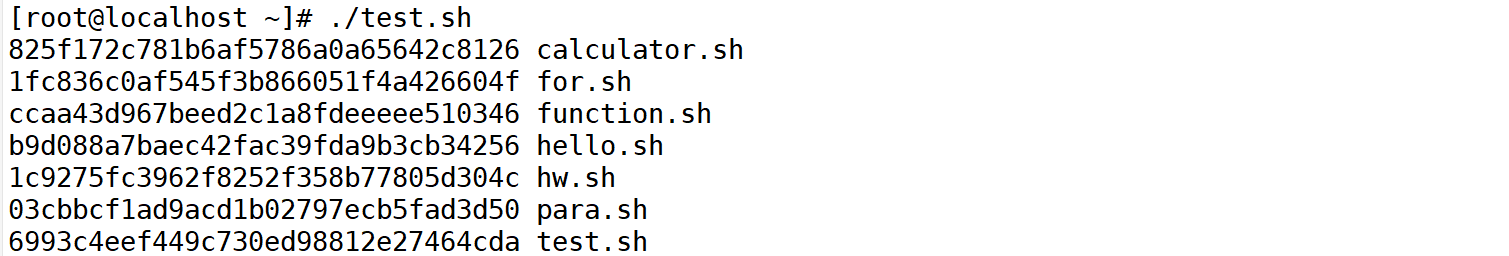 [root@localhost ~]# ./test.sh
825f172c781b6af5786a0a65642c8126 calculator.sh
1fc836c0af545f3b866051f4a426604f for.sh
ccaa43d967beed2c1a8fdeeeee510346 function.sh
b9d088a7baec42fac39fda9b3cb34256 hello.sh
1c9275fc3962f8252f358b77805d304c hw.sh
03cbbcf1ad9acd1b02797ecb5fad3d50 para.sh
6993c4eef449c730ed98812e27464cda test.sh